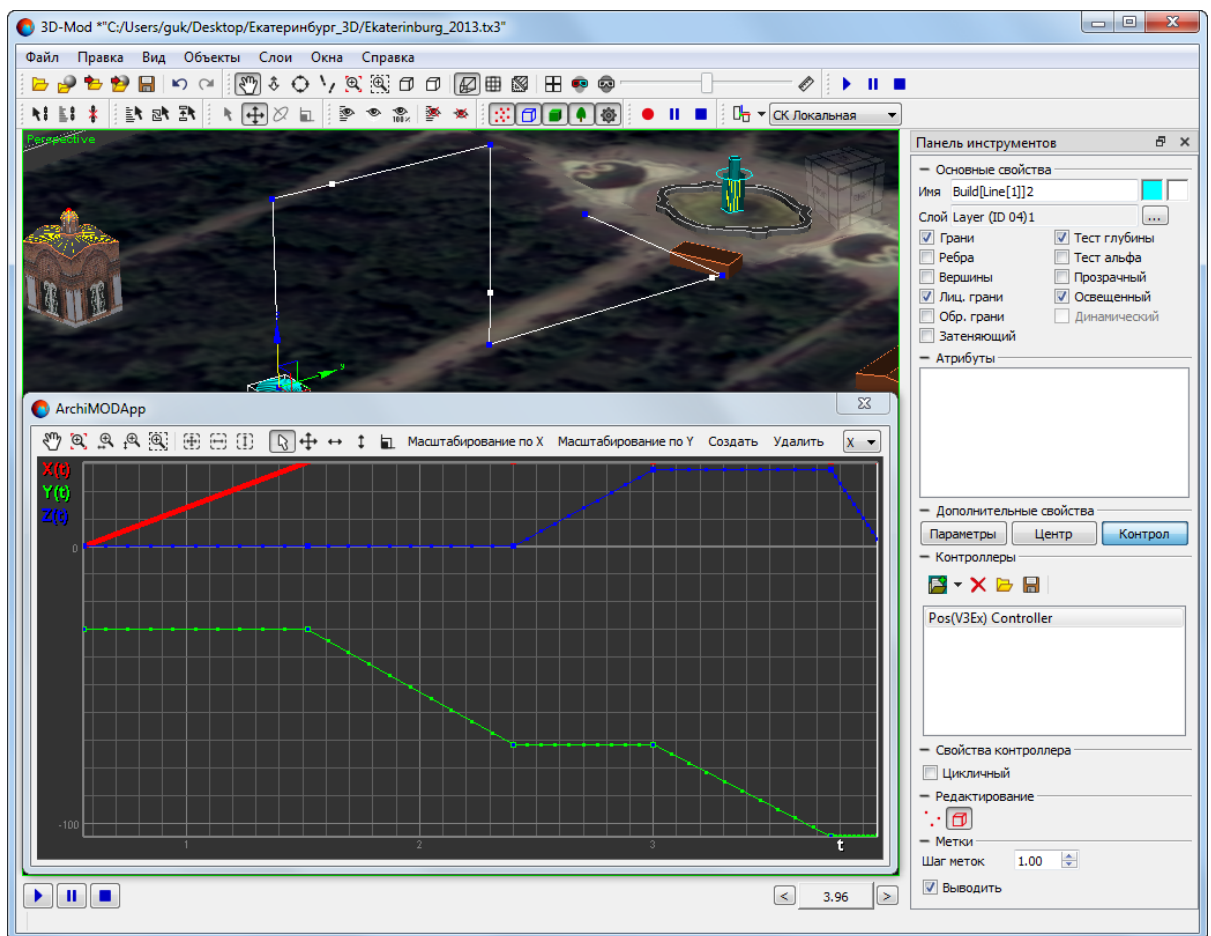 3D-Mod *"C:/Users/guk/Desktop/Екатеринбург_3D/Ekaterinburg_2013.tx3"
Файл Правка Вид Объекты Слои Окна Справка
100%
СК Локальная
Perspective
Панель инструментов
Основные свойства
Имя Build[Line[1]]2
Слой Layer (ID 04)1 ...
Грани Тест глубины
Ребра Тест альфа
Вершины Прозрачный
Лиц. грани Освещенный
Обр. грани Динамический
Затеняющий
Атрибуты
Дополнительные свойства
Параметры Центр Контрол
Контроллеры
Pos(V3Ex) Controller
Свойства контроллера
Цикличный
Редактирование
Метки
Шаг меток 1.00
Выводить
ArchiMODApp
Масштабирование по X Масштабирование по Y Создать Удалить X
X(t)
Y(t)
Z(t)
0
-100
1 2 3 t
< 3.96 >